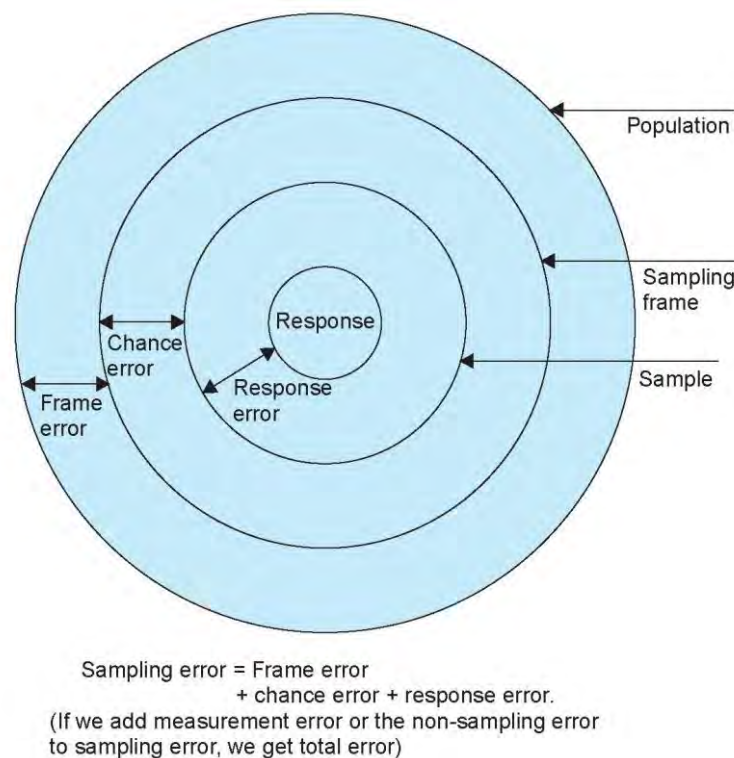 Population
Sampling
frame
Response
Chance
error
Response
error
Sample
Frame
error
Sampling error = Frame error
+ chance error + response error.
(If we add measurement error or the non-sampling error
to sampling error, we get total error)